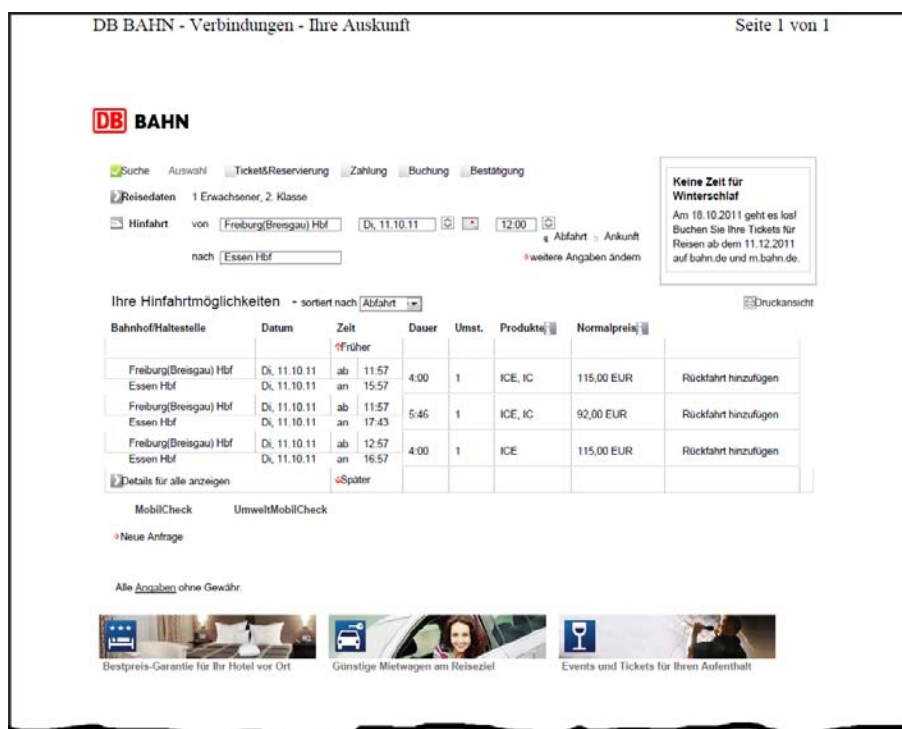 DB BAHN - Verbindungen - Ihre Auskunft Seite 1 von 1
DB BAHN
Suche Auswahl Ticket&Reservierung Zahlung Buchung Bestätigung
Reisedaten 1 Erwachsener, 2. Klasse
Hinfahrt von Freiburg(Breisgau) Hbf Di, 11.10.11 12:00
Abfahrt Ankunft
nach Essen Hbf weitere Angaben ändern
Keine Zeit für
Winterschlaf
Am 18.10.2011 geht es los!
Buchen Sie Ihre Tickets für
Reisen ab dem 11.12.2011
auf bahn.de und m.bahn.de.
Ihre Hinfahrtmöglichkeiten - sortiert nach Abfahrt Druckansicht
Bahnhof/Haltestelle Datum Zeit Dauer Umst. Produkte Normalpreis
Früher
Freiburg(Breisgau) Hbf Di, 11.10.11 ab 11:57
Essen Hbf Di, 11.10.11 an 15:57
4:00 1 ICE, IC 115,00 EUR Rückfahrt hinzufügen
Freiburg(Breisgau) Hbf Di, 11.10.11 ab 11:57
Essen Hbf Di, 11.10.11 an 17:43
5:46 1 ICE, IC 92,00 EUR Rückfahrt hinzufügen
Freiburg(Breisgau) Hbf Di, 11.10.11 ab 12:57
Essen Hbf Di, 11.10.11 an 16:57
4:00 1 ICE 115,00 EUR Rückfahrt hinzufügen
Details für alle anzeigen Später
MobilCheck UmweltMobilCheck
Neue Anfrage
Alle Angaben ohne Gewähr.
Bestpreis-Garantie für Ihr Hotel vor Ort
Günstige Mietwagen am Reiseziel
Events und Tickets für Ihren Aufenthalt